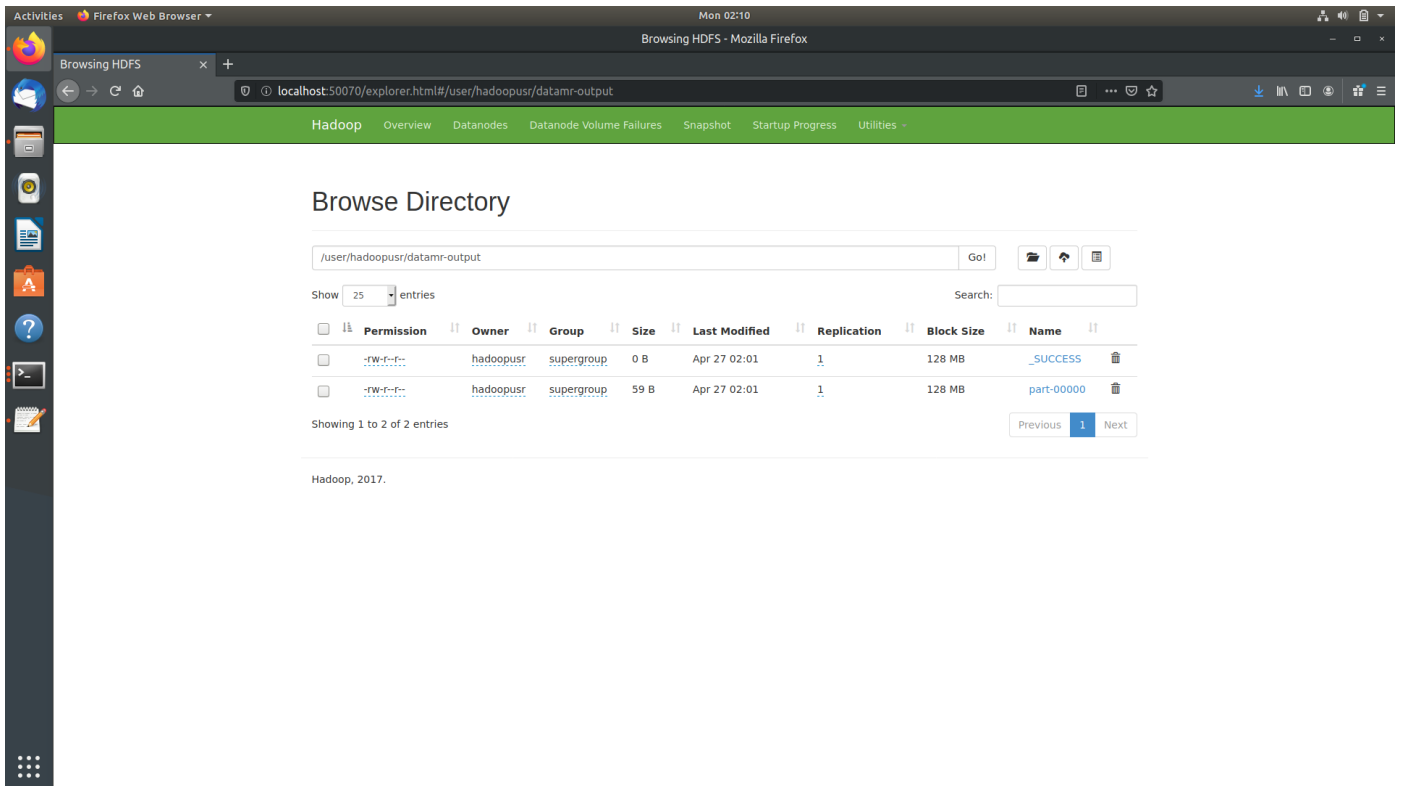 Activities Firefox Web Browser Mon 02:10
Browsing HDFS - Mozilla Firefox
Browsing HDFS
localhost:50070/explorer.html#/user/hadoopusr/datamr-output
Hadoop Overview Datanodes Datanode Volume Failures Snapshot Startup Progress Utilities
Browse Directory
/user/hadoopusr/datamr-output Go!
Show 25 entries Search:
Permission Owner Group Size Last Modified Replication Block Size Name
-rw-r--r-- hadoopusr supergroup 0 B Apr 27 02:01 1 128 MB _SUCCESS
-rw-r--r-- hadoopusr supergroup 59 B Apr 27 02:01 1 128 MB part-00000
Showing 1 to 2 of 2 entries Previous 1 Next
Hadoop, 2017.